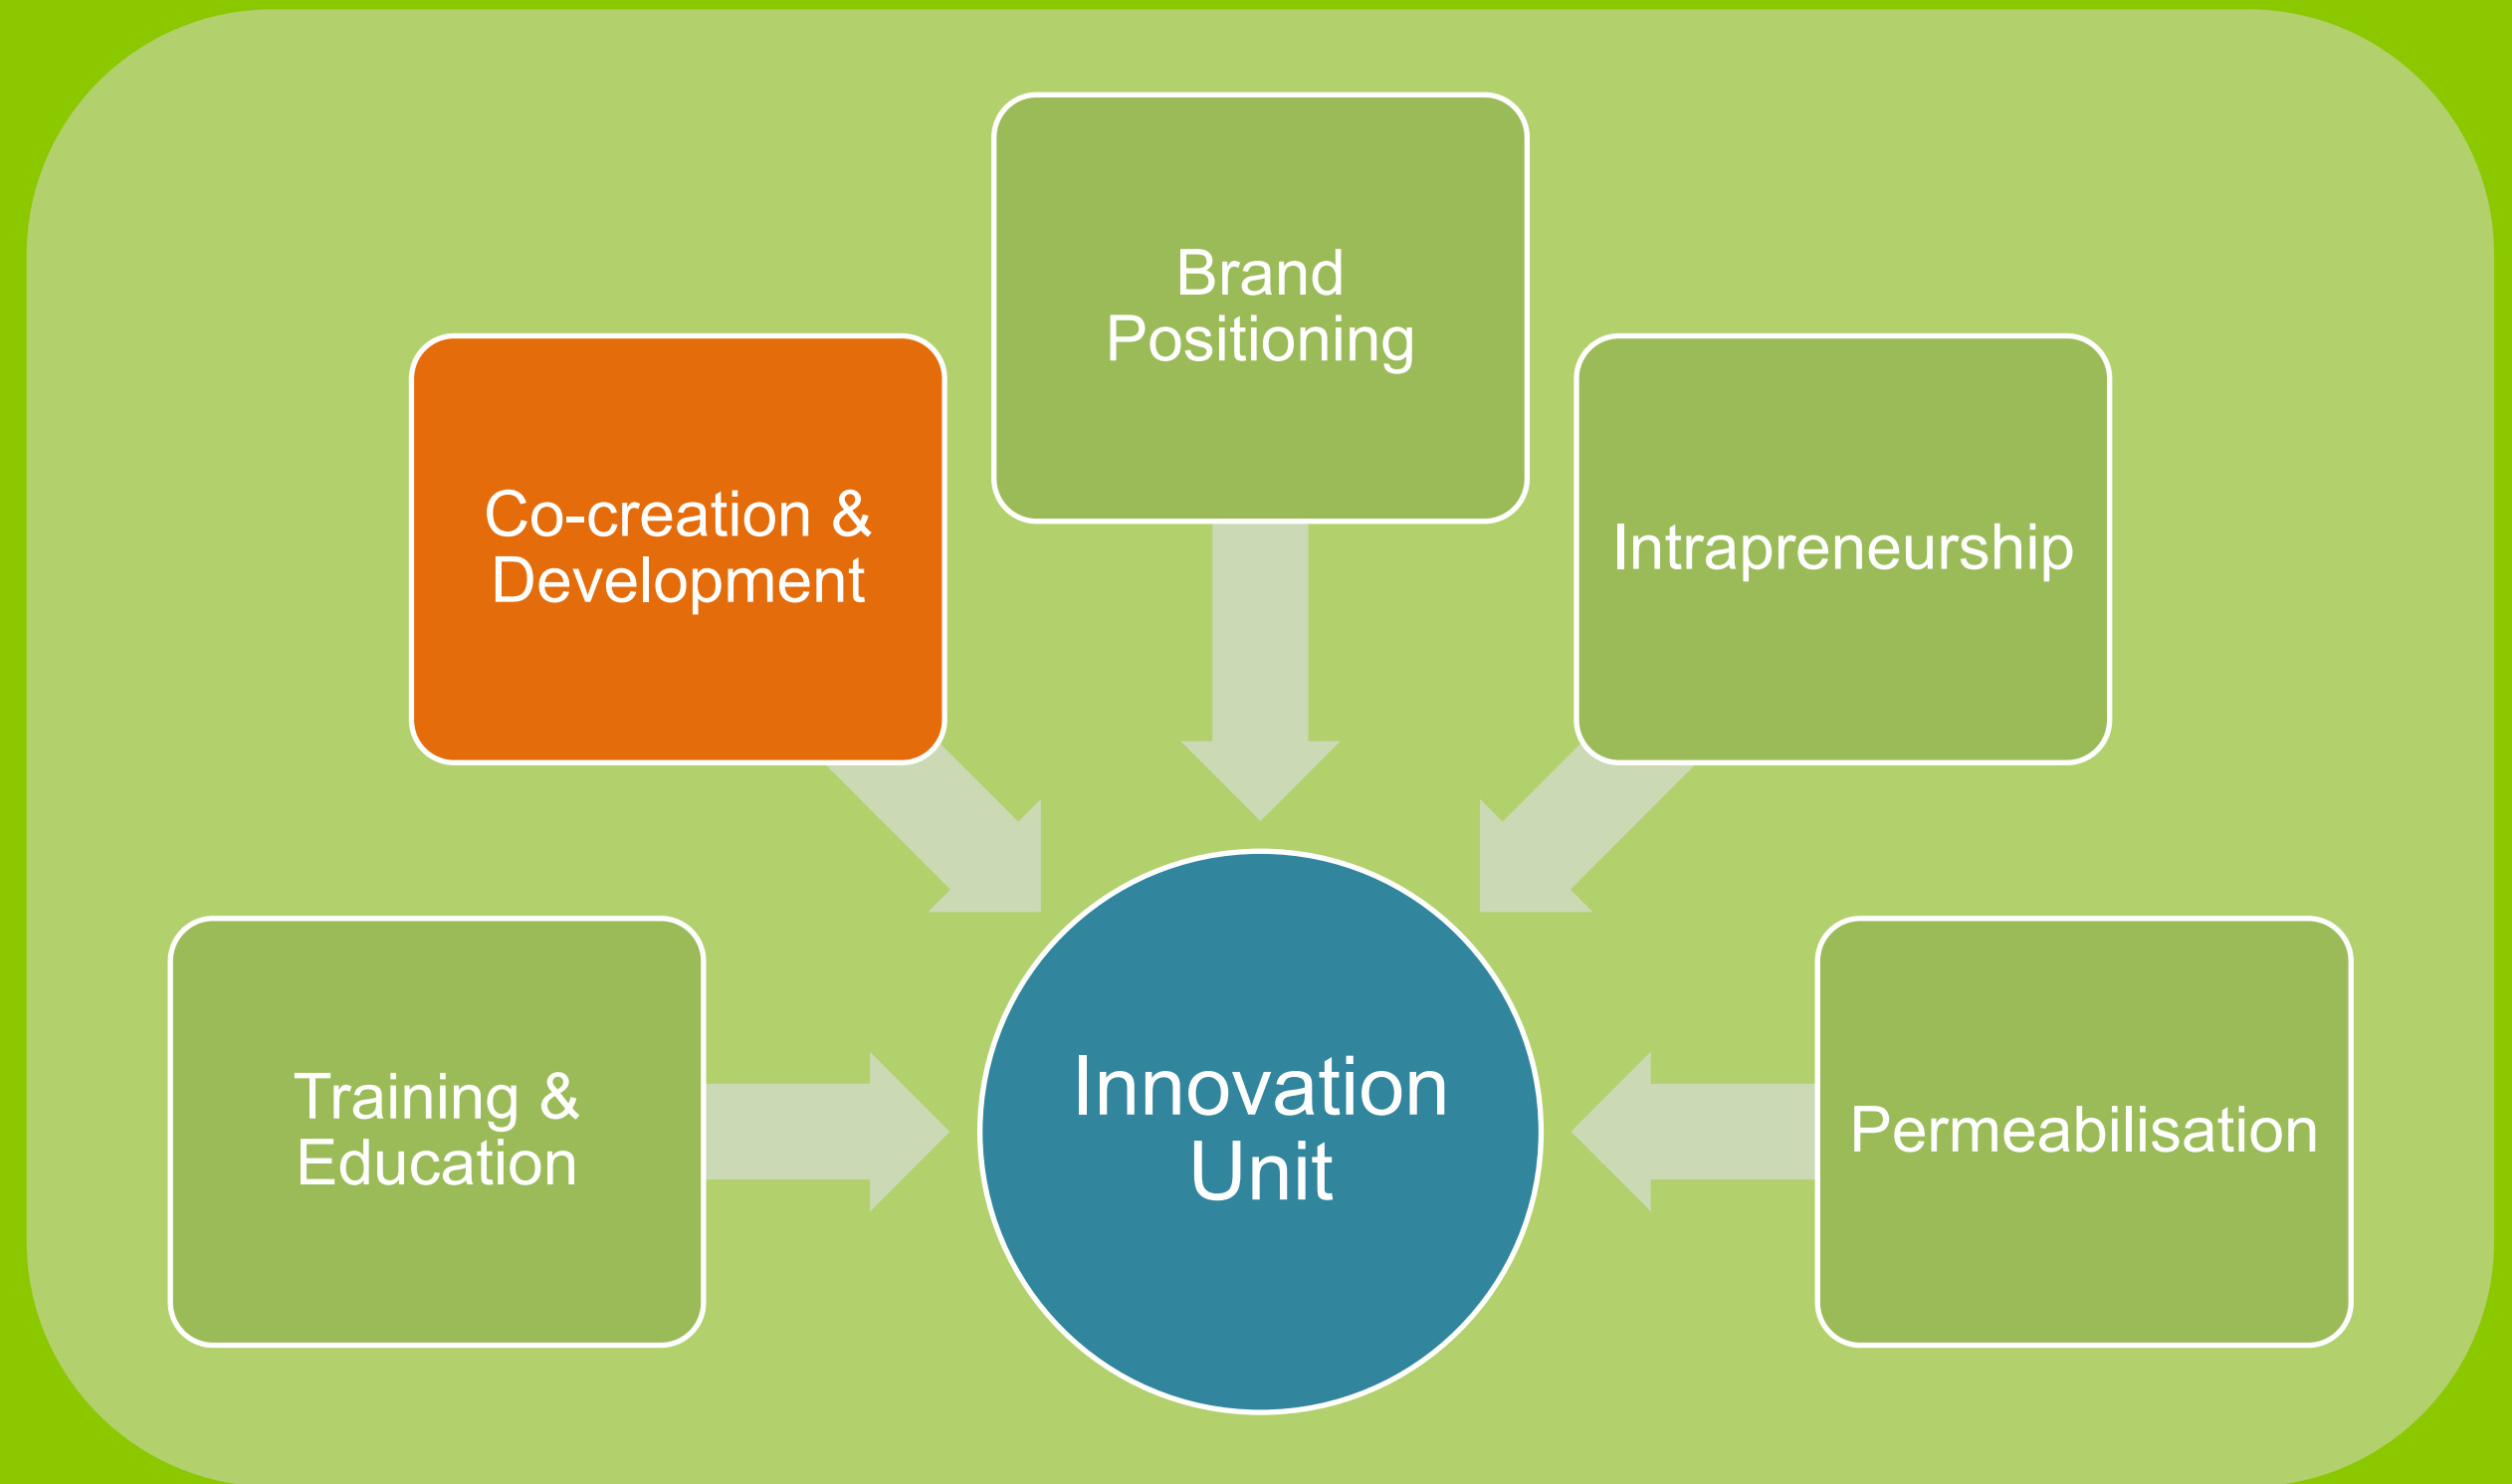 Brand
Positioning
Co-creation &
Development
Intrapreneurship
Training &
Education
Innovation
Unit
Permeabilisation